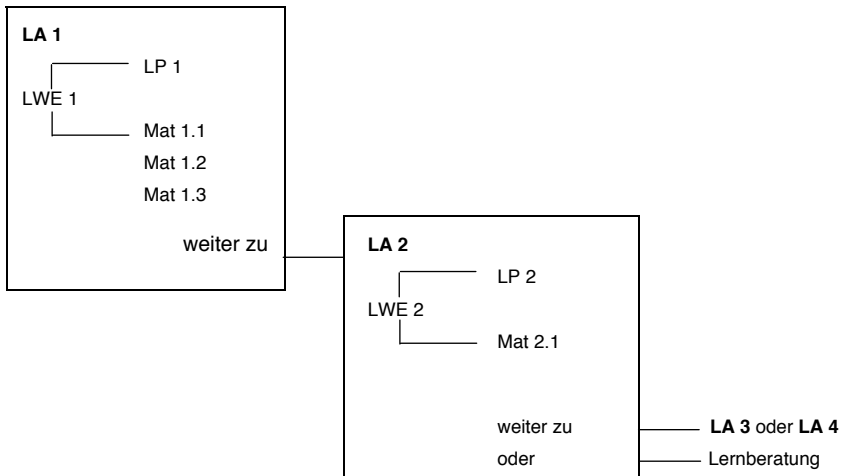 LA 1
LP 1
LWE 1
Mat 1.1
Mat 1.2
Mat 1.3
weiter zu
LA 2
LP 2
LWE 2
Mat 2.1
weiter zu LA 3 oder LA 4
oder Lernberatung